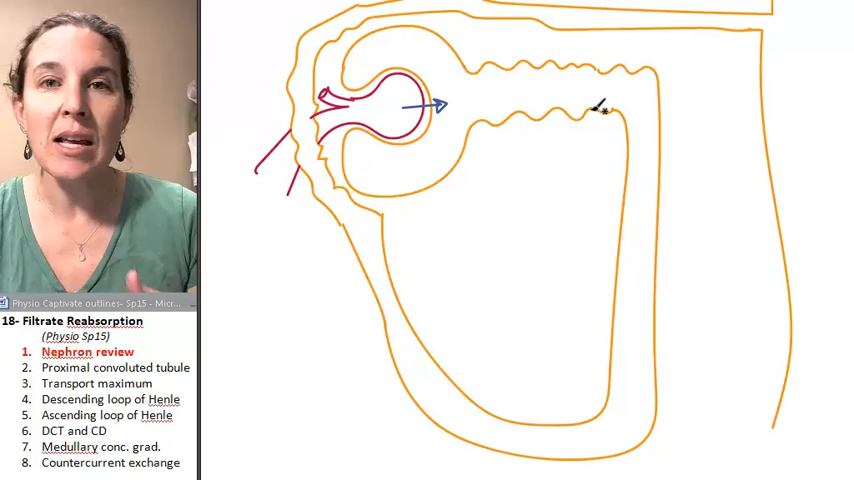 Physio Captivate outlines- Sp15 - Micr...
18- Filtrate Reabsorption
(Physio Sp15)
1. Nephron review
2. Proximal convoluted tubule
3. Transport maximum
4. Descending loop of Henle
5. Ascending loop of Henle
6. DCT and CD
7. Medullary conc. grad.
8. Countercurrent exchange